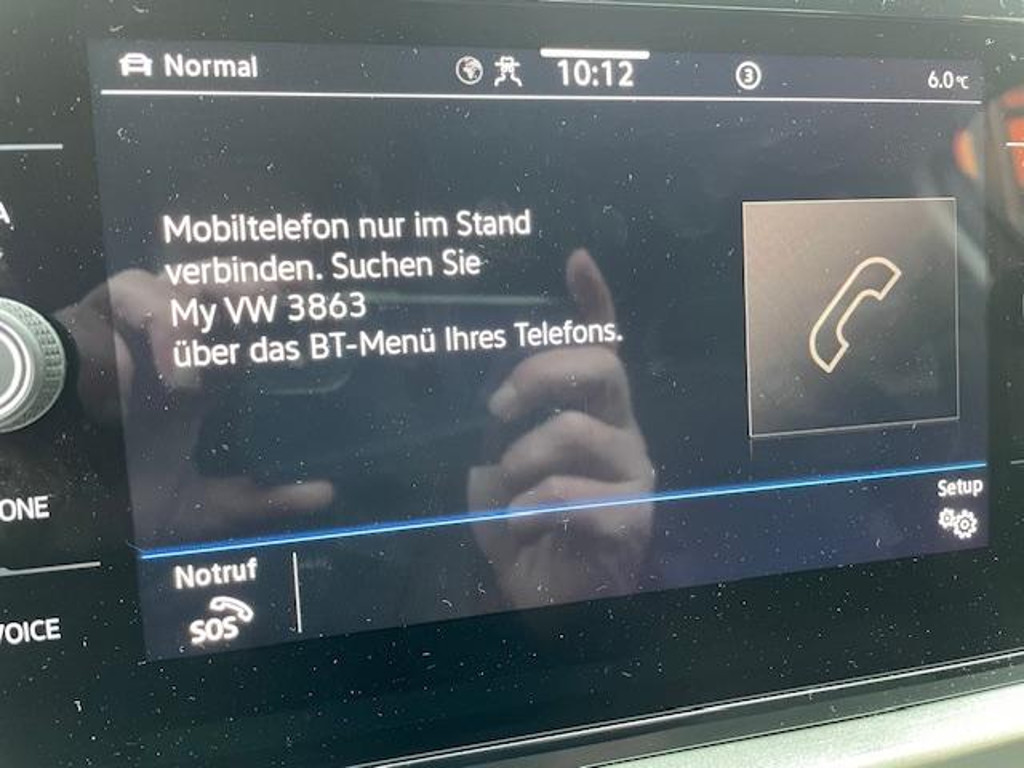 Normal
10:12
3
6.0°C
Mobiltelefon nur im Stand
verbinden. Suchen Sie
My VW 3863
über das BT-Menü Ihres Telefons.
Setup
Notruf
SOS
A
ONE
VOICE